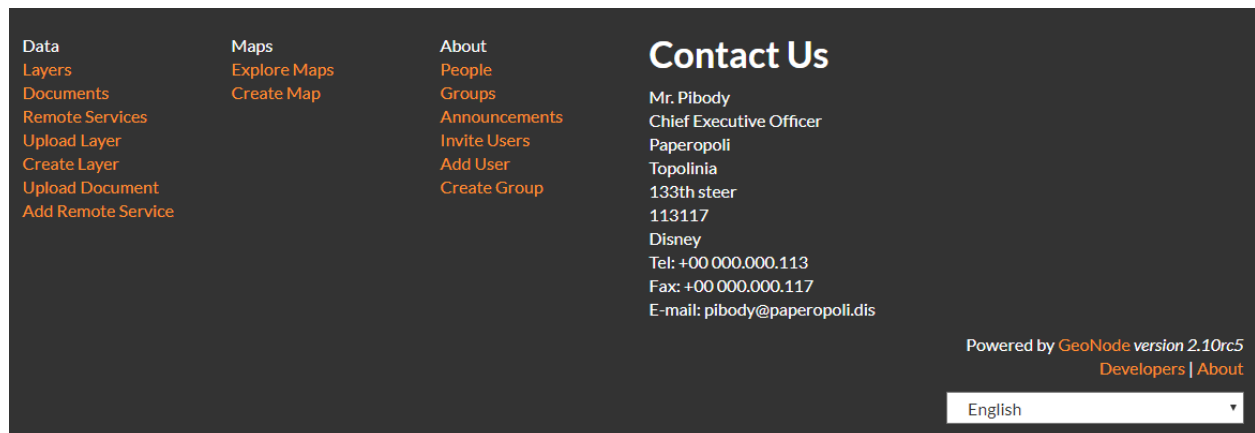 Data
Layers
Documents
Remote Services
Upload Layer
Create Layer
Upload Document
Add Remote Service
Maps
Explore Maps
Create Map
About
People
Groups
Announcements
Invite Users
Add User
Create Group
Contact Us
Mr. Pibody
Chief Executive Officer
Paperopoli
Topolinia
133th steer
113117
Disney
Tel: +00 000.000.113
Fax: +00 000.000.117
E-mail: pibody@paperopoli.dis
Powered by GeoNode version 2.10rc5
Developers | About
English